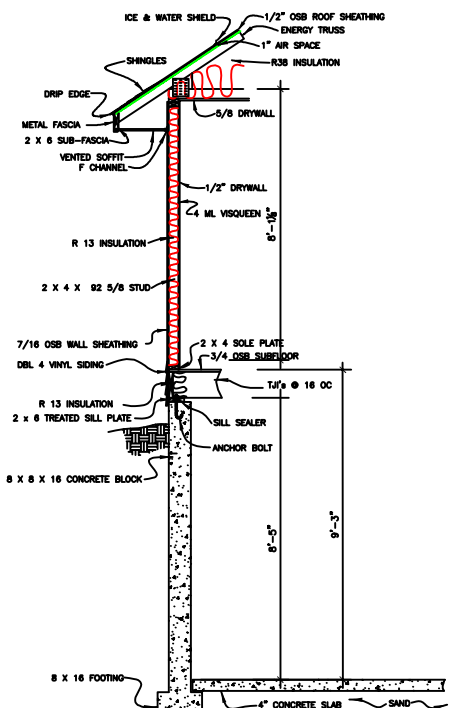 ICE & WATER SHIELD
1/2" OSB ROOF SHEATHING
ENERGY TRUSS
1" AIR SPACE
SHINGLES
R38 INSULATION
DRIP EDGE
5/8 DRYWALL
METAL FASCIA
2 X 6 SUB-FASCIA
VENTED SOFFIT
F CHANNEL
1/2" DRYWALL
4 ML VISQUEEN
8'-1⅛"
R 13 INSULATION
2 X 4 X 92 5/8 STUD
7/16 OSB WALL SHEATHING
2 X 4 SOLE PLATE
3/4 OSB SUBFLOOR
DBL 4 VINYL SIDING
TJI's @ 16 OC
R 13 INSULATION
2 x 6 TREATED SILL PLATE
SILL SEALER
ANCHOR BOLT
8 X 8 X 16 CONCRETE BLOCK
8'-5"
9'-3"
8 X 16 FOOTING
4" CONCRETE SLAB
SAND